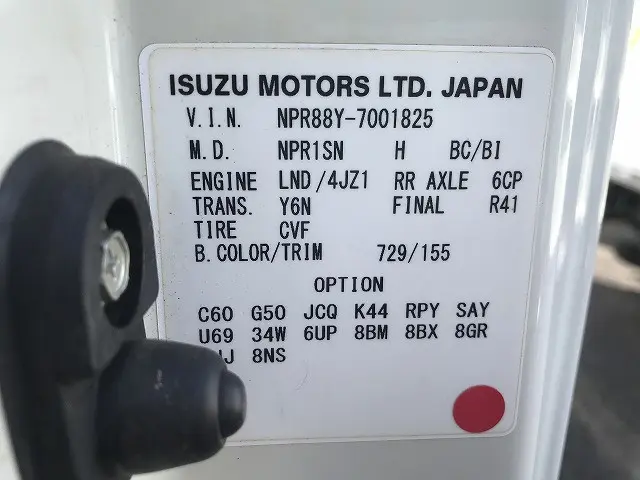 ISUZU MOTORS LTD. JAPAN
V.I.N. NPR88Y-7001825
M.D. NPR1SN H BC/BI
ENGINE LND/4JZ1 RR AXLE 6CP
TRANS. Y6N FINAL R41
TIRE CVF
B.COLOR/TRIM 729/155
OPTION
C60 G50 JCQ K44 RPY SAY
U69 34W 6UP 8BM 8BX 8GR
8NS